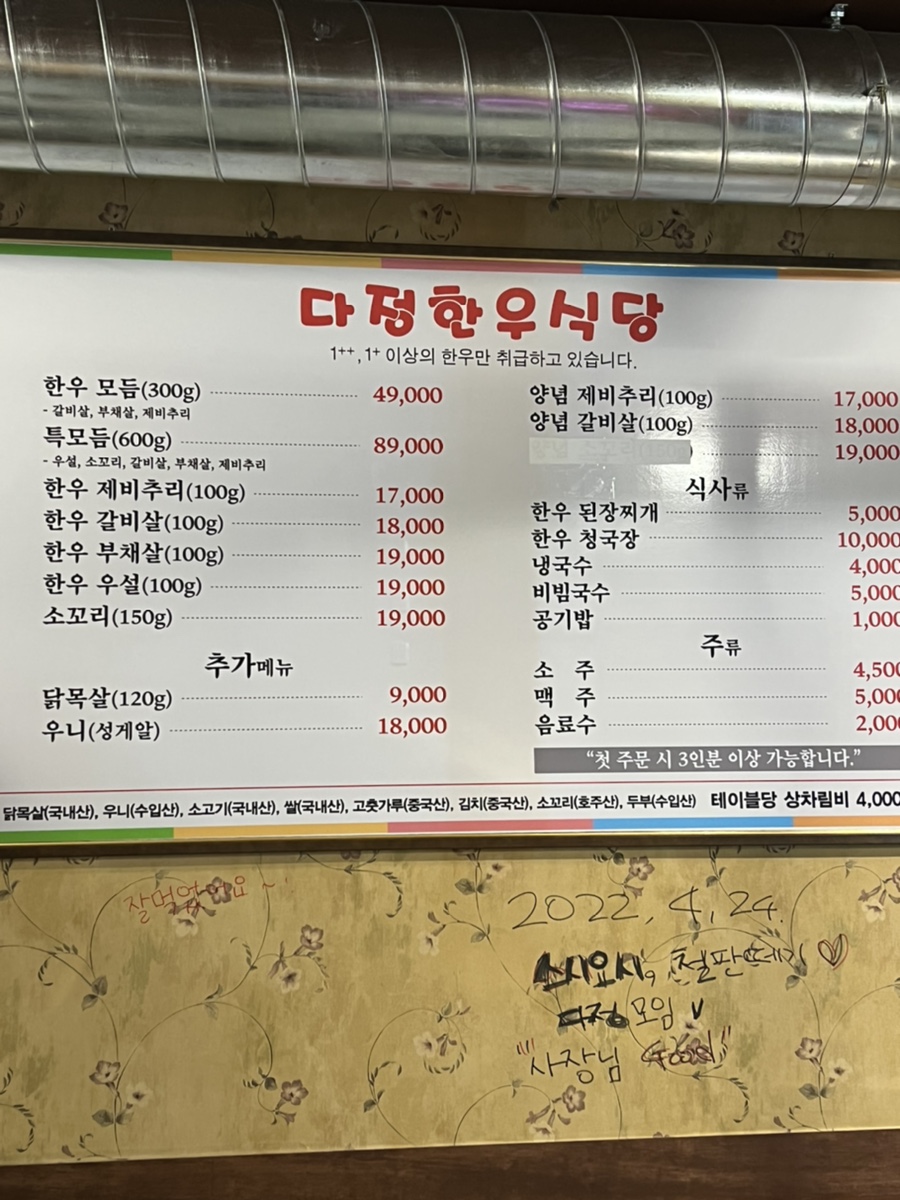 다정한우식당
1++, 1+ 이상의 한우만 취급하고 있습니다.
한우 모듬(300g) 49,000
- 갈비살, 부채살, 제비추리
특모듬(600g) 89,000
- 우설, 소꼬리, 갈비살, 부채살, 제비추리
한우 제비추리(100g) 17,000
한우 갈비살(100g) 18,000
한우 부채살(100g) 19,000
한우 우설(100g) 19,000
소꼬리(150g) 19,000
추가메뉴
닭목살(120g) 9,000
우니(성게알) 18,000
양념 제비추리(100g) 17,000
양념 갈비살(100g) 18,000
19,000
식사류
한우 된장찌개 5,000
한우 청국장 10,000
냉국수 4,000
비빔국수 5,000
공기밥 1,000
주류
소 주 4,500
맥 주 5,000
음료수 2,000
"첫 주문 시 3인분 이상 가능합니다."
닭목살(국내산), 우니(수입산), 소고기(국내산), 쌀(국내산), 고춧가루(중국산), 김치(중국산), 소꼬리(호주산), 두부(수입산) 테이블당 상차림비 4,000
잘먹었어요~!
2022, 4, 24.
스시요시, 철판떼기 ♡
다정모임 v
"사장님